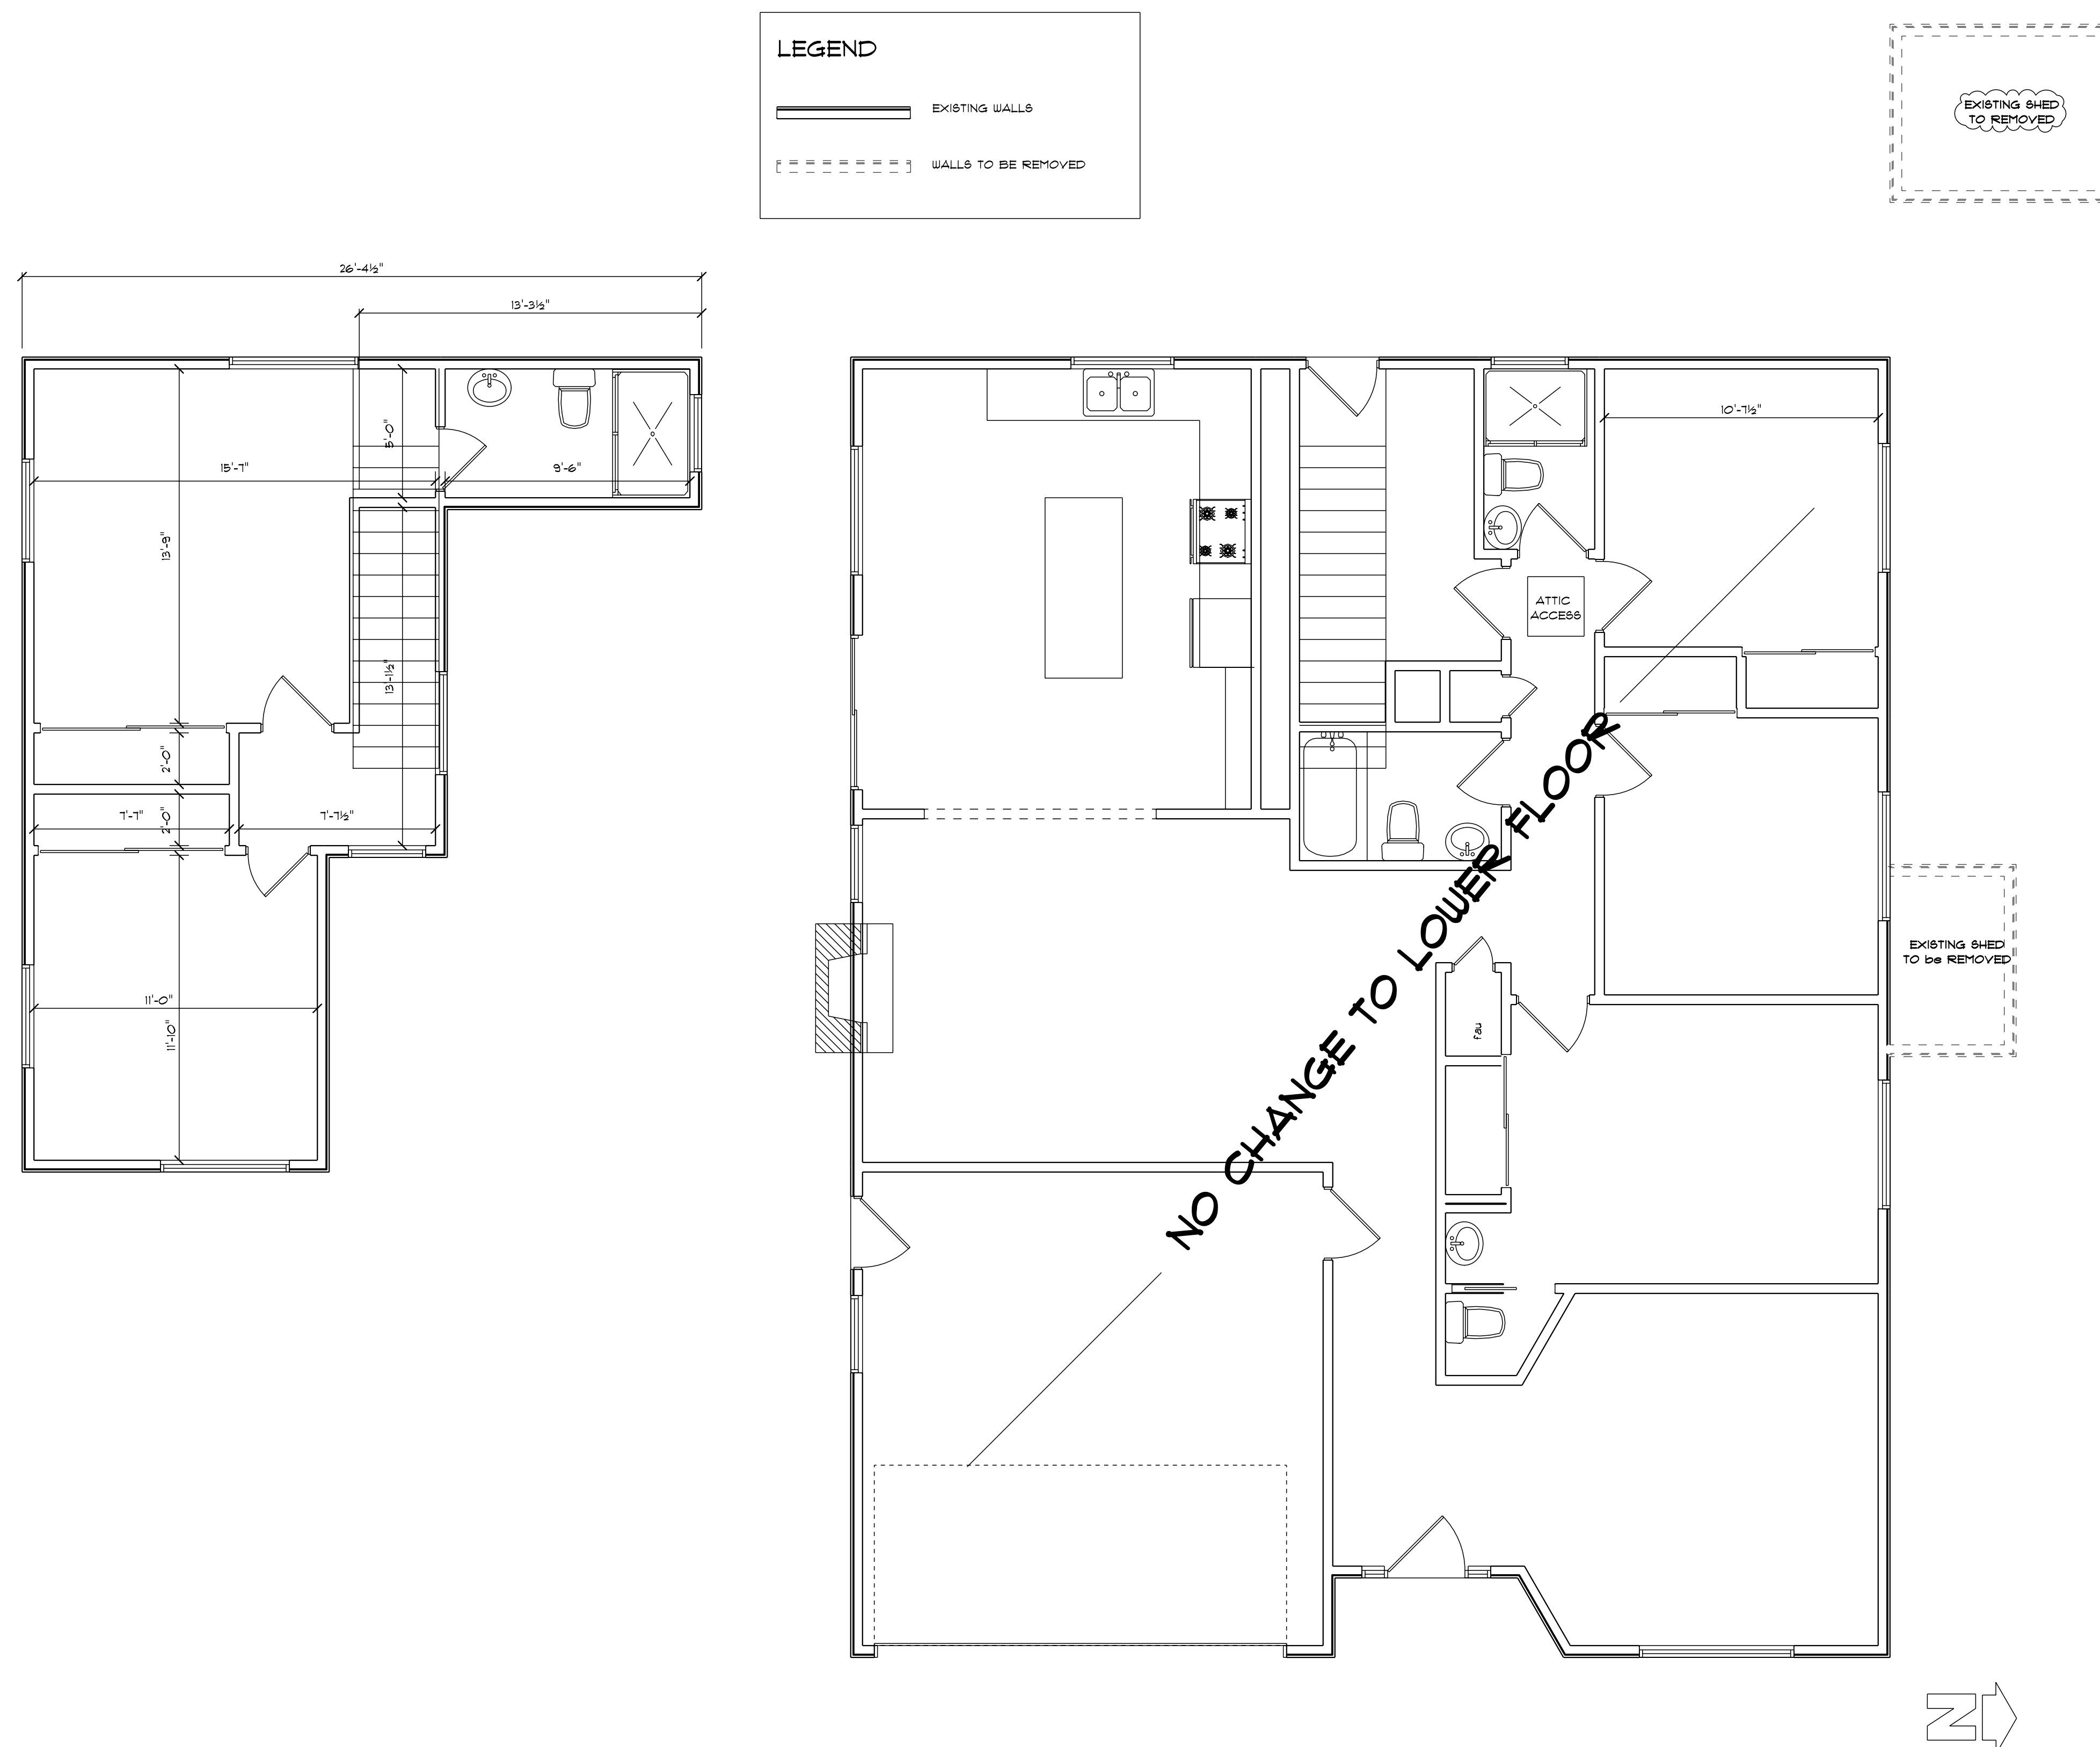 LEGEND
EXISTING WALLS
WALLS TO BE REMOVED
EXISTING SHED
TO REMOVED
26'-4½"
13'-3½"
5'-0"
15'-7"
9'-6"
13'-9"
13'-1½"
2'-0"
7'-7"
2'-0"
7'-7½"
11'-0"
11'-10"
10'-7½"
ATTIC
ACCESS
NO CHANGE TO LOWER FLOOR
EXISTING SHED
TO be REMOVED
fau
N